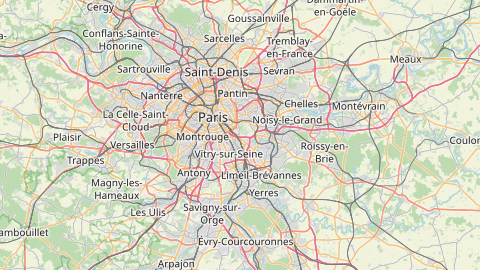 Cergy
Goussainville
Dammartin-
en-Goële
Conflans-Sainte-
Honorine
Sarcelles
Tremblay-
en-France
Meaux
Sartrouville
Saint-Denis
Sevran
Nanterre
Pantin
Chelles
Montévrain
La Celle-Saint-
Cloud
Paris
Noisy-le-Grand
Plaisir
Versailles
Montrouge
Roissy-en-
Brie
Coulom
Trappes
Vitry-sur-Seine
Antony
Limeil-Brévannes
Magny-les-
Hameaux
Yerres
Les Ulis
Savigny-sur-
Orge
ambouillet
Évry-Courcouronnes
Arpajon